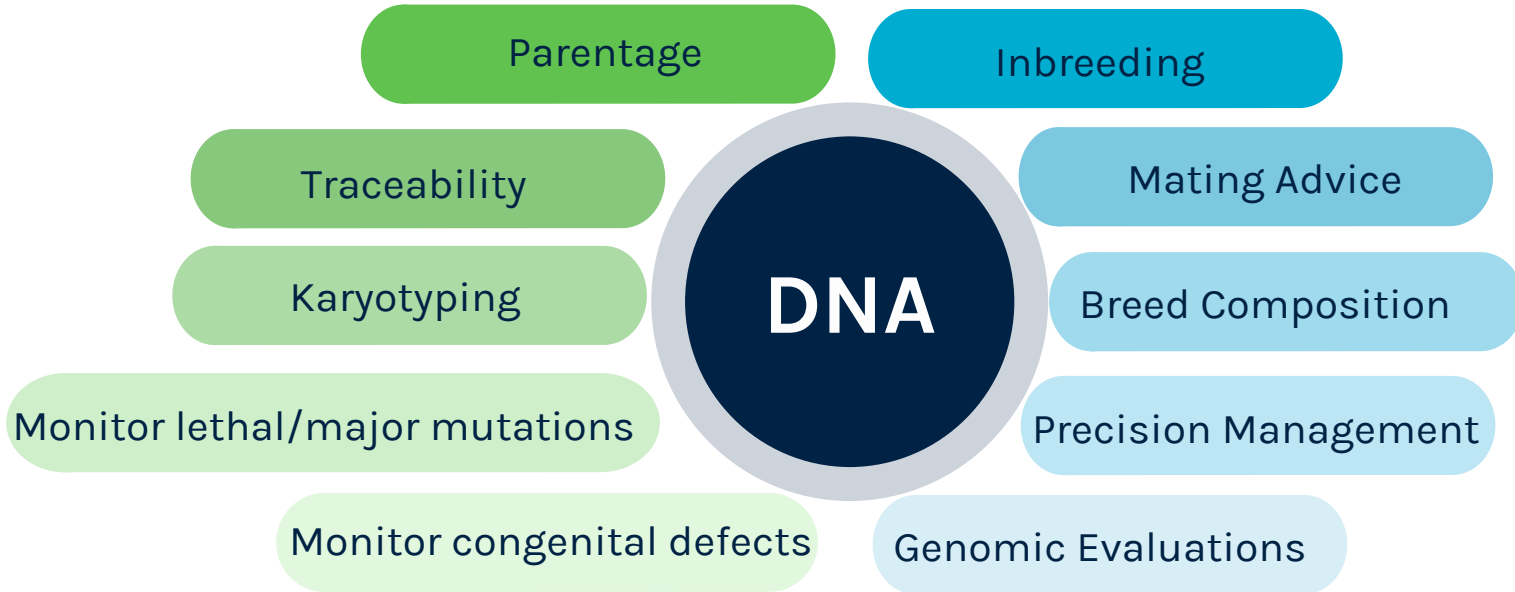 Parentage
Inbreeding
Traceability
Mating Advice
Karyotyping
DNA
Breed Composition
Monitor lethal/major mutations
Precision Management
Monitor congenital defects
Genomic Evaluations